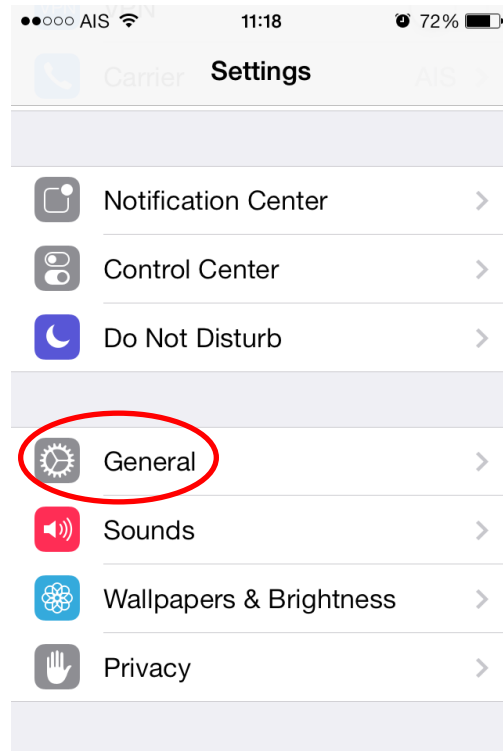 VPN
AIS 11:18 72%
Carrier AIS
Settings
Notification Center
Control Center
Do Not Disturb
General
Sounds
Wallpapers & Brightness
Privacy